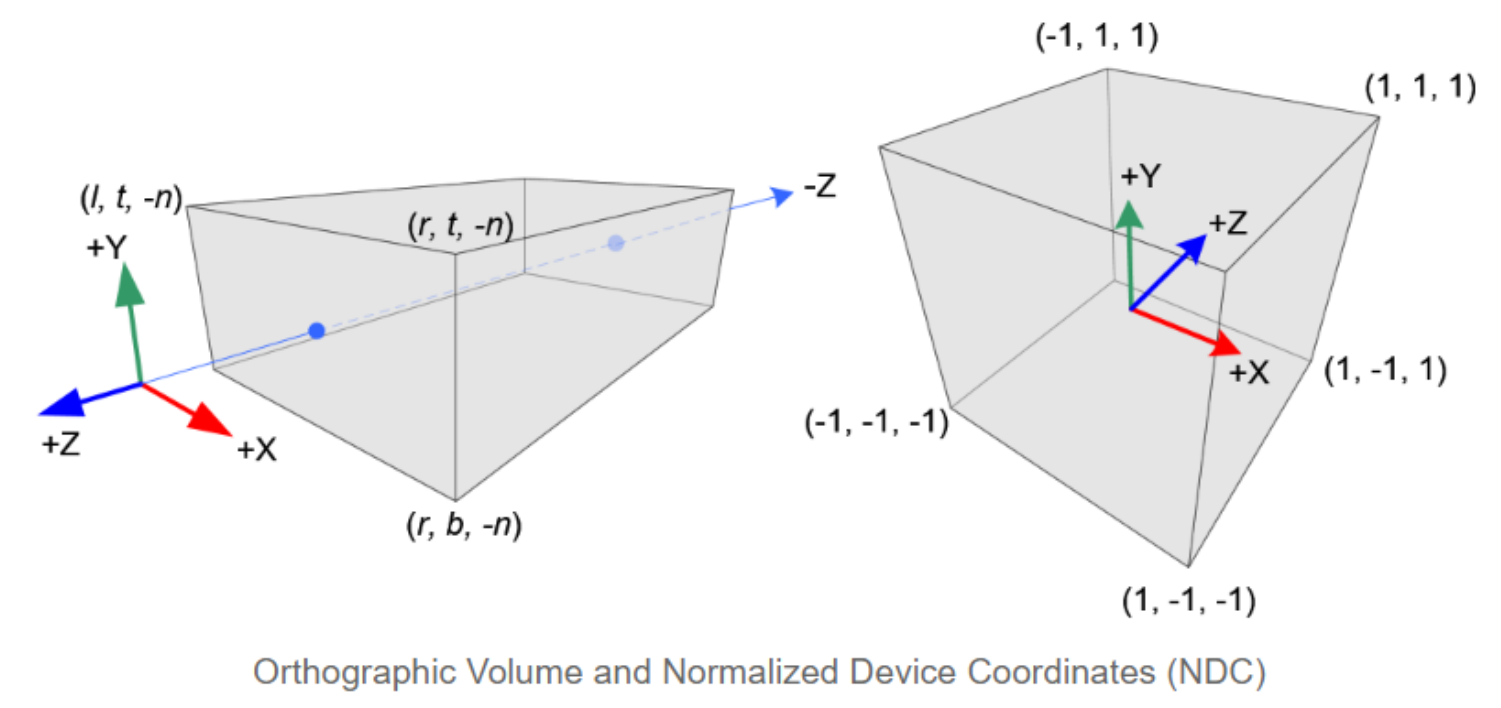 (-1, 1, 1)
(1, 1, 1)
+Y
-Z
(l, t, -n)
(r, t, -n)
+Z
+Y
+X
(1, -1, 1)
(-1, -1, -1)
+Z
+X
(r, b, -n)
(1, -1, -1)
Orthographic Volume and Normalized Device Coordinates (NDC)